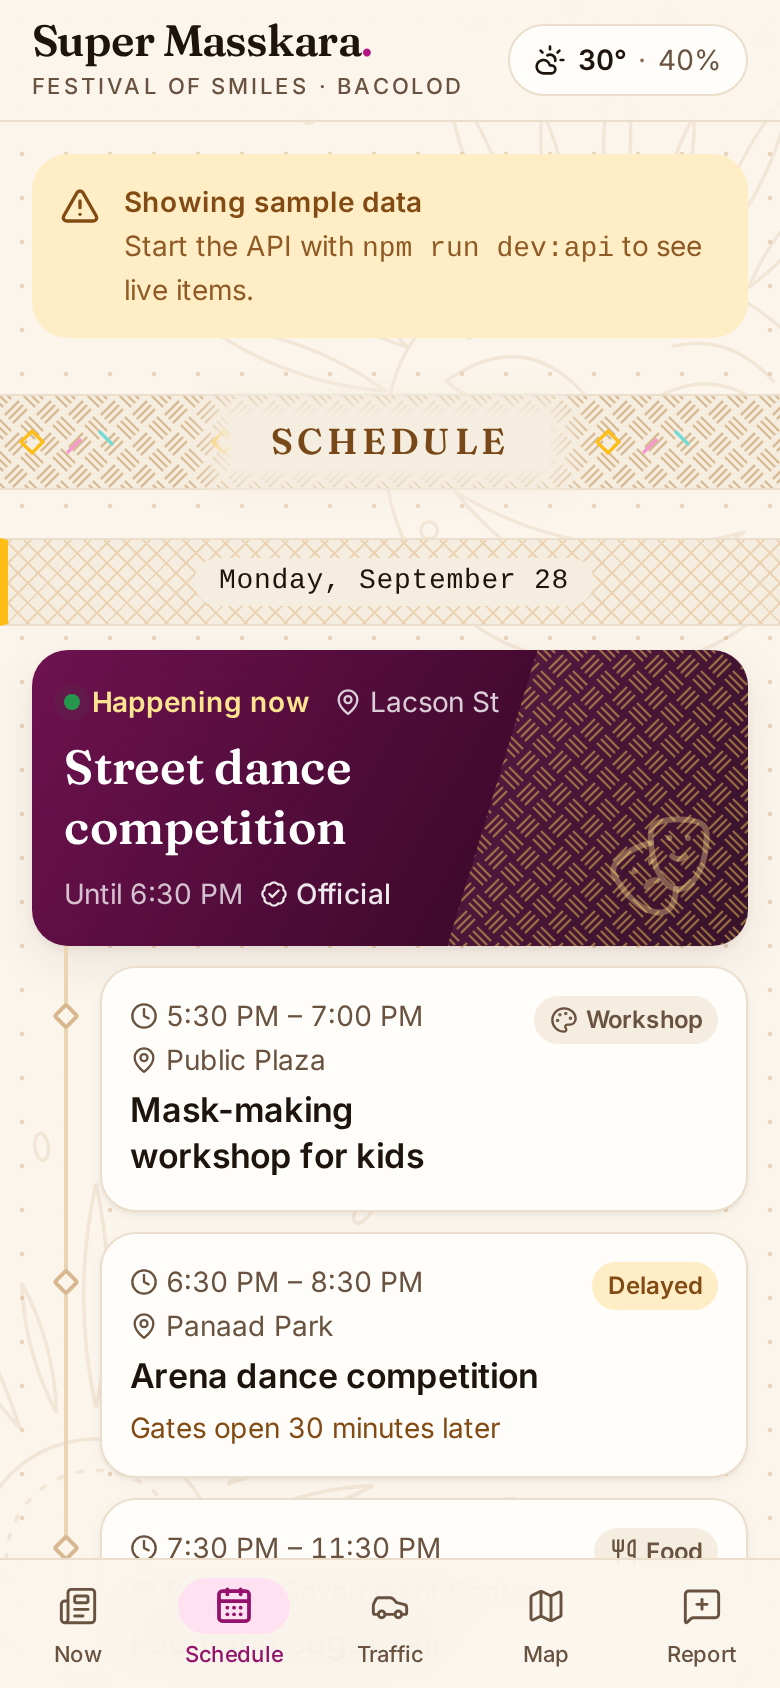 Super Masskara.
FESTIVAL OF SMILES · BACOLOD
30° · 40%
Showing sample data
Start the API with npm run dev:api to see
live items.
SCHEDULE
Monday, September 28
Happening now Lacson St
Street dance
competition
Until 6:30 PM Official
5:30 PM – 7:00 PM Workshop
Public Plaza
Mask-making
workshop for kids
6:30 PM – 8:30 PM Delayed
Panaad Park
Arena dance competition
Gates open 30 minutes later
7:30 PM – 11:30 PM Food
Now Schedule Traffic Map Report